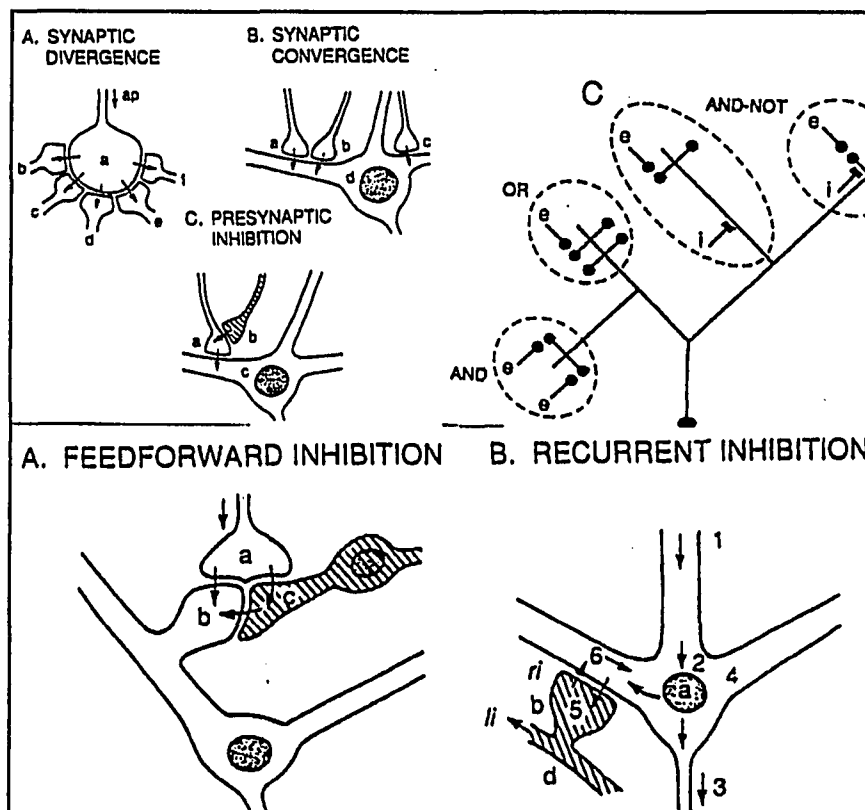 A. SYNAPTIC
DIVERGENCE
ap
a
b
c
d
e
f
B. SYNAPTIC
CONVERGENCE
a
b
c
d
C. PRESYNAPTIC
INHIBITION
a
b
c
C
AND-NOT
e
i
e
i
OR
e
AND
e
e
A. FEEDFORWARD INHIBITION
a
b
c
B. RECURRENT INHIBITION
1
2
4
a
6
ri
b
5
li
d
3